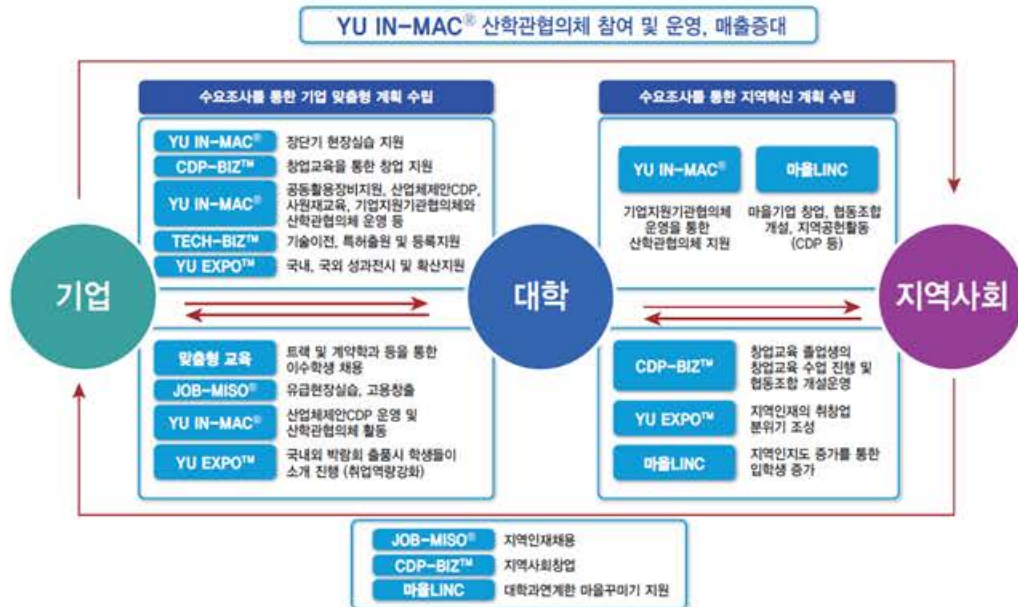 YU IN-MAC® 산학관협의체 참여 및 운영, 매출증대
수요조사를 통한 기업 맞춤형 계획 수립
YU IN-MAC® 장단기 현장실습 지원
CDP-BIZ™ 창업교육을 통한 창업 지원
YU IN-MAC®
공동활용장비지원, 산업체제안CDP,
사원재교육, 기업지원기관협의체와
산학관협의체 운영 등
TECH-BIZ™ 기술이전, 특허출원 및 등록지원
YU EXPO™ 국내, 국외 성과전시 및 확산지원
수요조사를 통한 지역혁신 계획 수립
YU IN-MAC®
기업지원기관협의체
운영을 통한
산학관협의체 지원
마을LINC
마을기업 창업, 협동조합
개설, 지역공헌활동
(CDP 등)
기업
대학
지역사회
맞춤형 교육
트랙 및 계약학과 등을 통한
이수학생 채용
JOB-MISO® 유급현장실습, 고용창출
YU IN-MAC®
산업체제안CDP 운영 및
산학관협의체 활동
YU EXPO™
국내외 박람회 출품시 학생들이
소개 진행 (취업역량강화)
CDP-BIZ™
창업교육 졸업생의
창업교육 수업 진행 및
협동조합 개설운영
YU EXPO™
지역인재의 취창업
분위기 조성
마을LINC
지역인지도 증가를 통한
입학생 증가
JOB-MISO® 지역인재채용
CDP-BIZ™ 지역사회창업
마을LINC 대학과연계한 마을꾸미기 지원